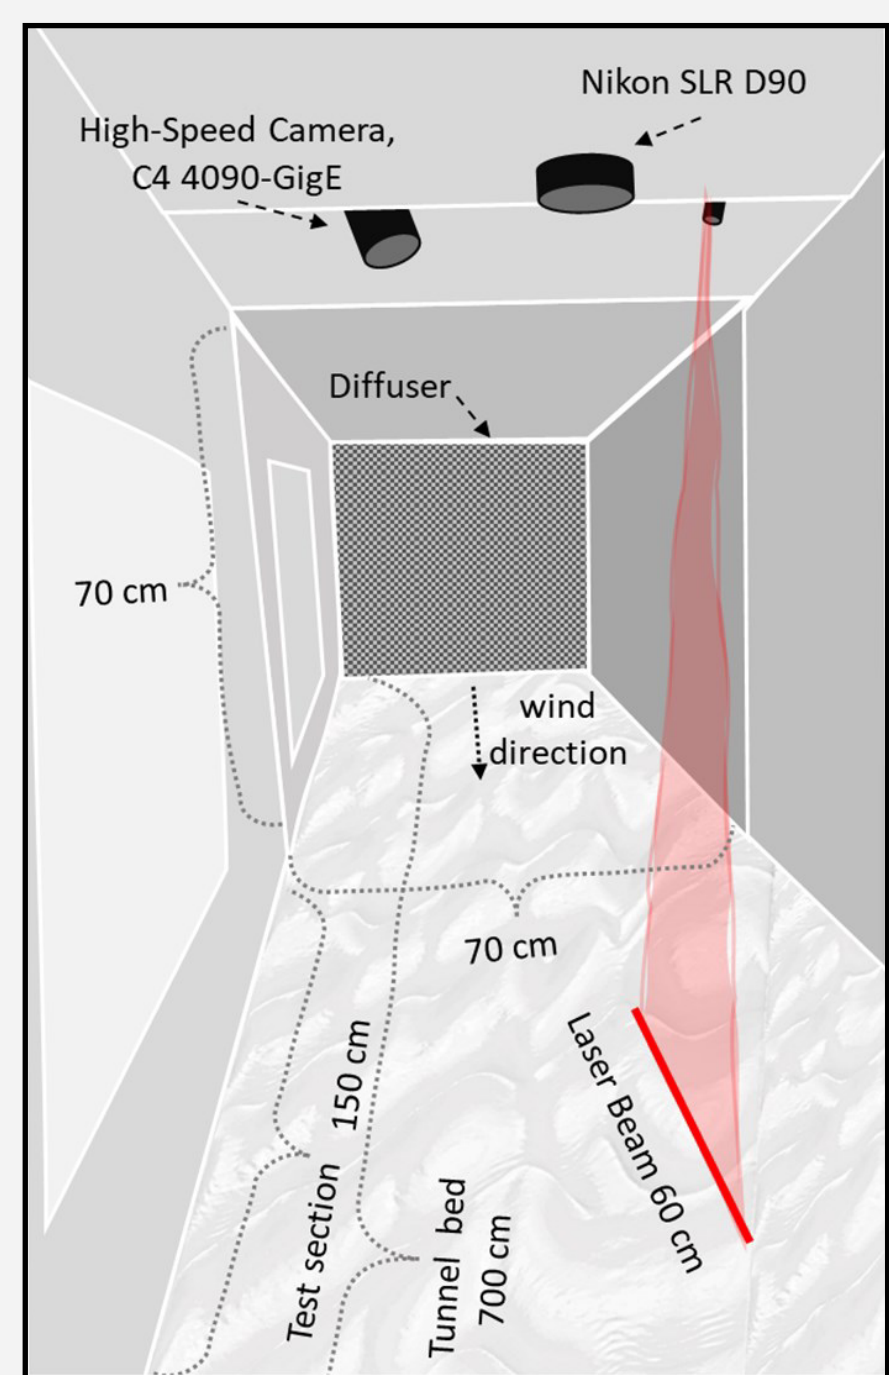 Nikon SLR D90
High-Speed Camera,
C4 4090-GigE
Diffuser
70 cm
wind
direction
70 cm
Laser Beam 60 cm
Test section 150 cm
Tunnel bed
700 cm